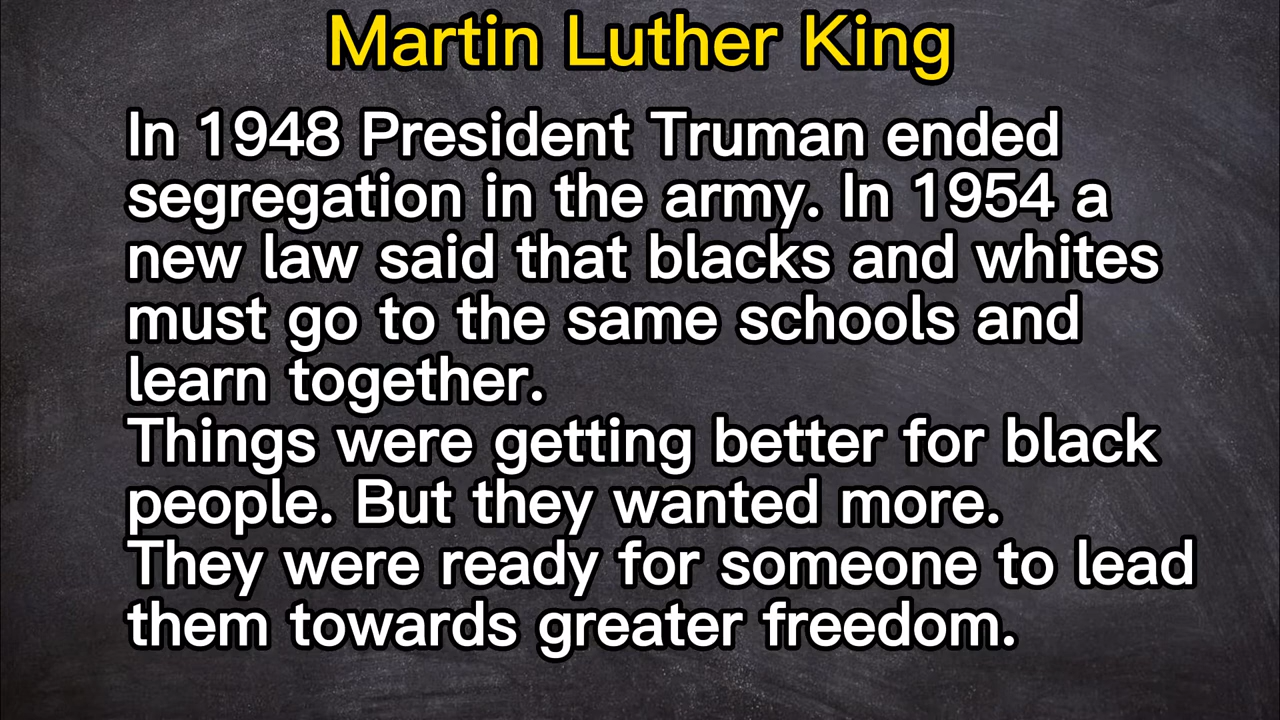 Martin Luther King
In 1948 President Truman ended
segregation in the army. In 1954 a
new law said that blacks and whites
must go to the same schools and
learn together.
Things were getting better for black
people. But they wanted more.
They were ready for someone to lead
them towards greater freedom.